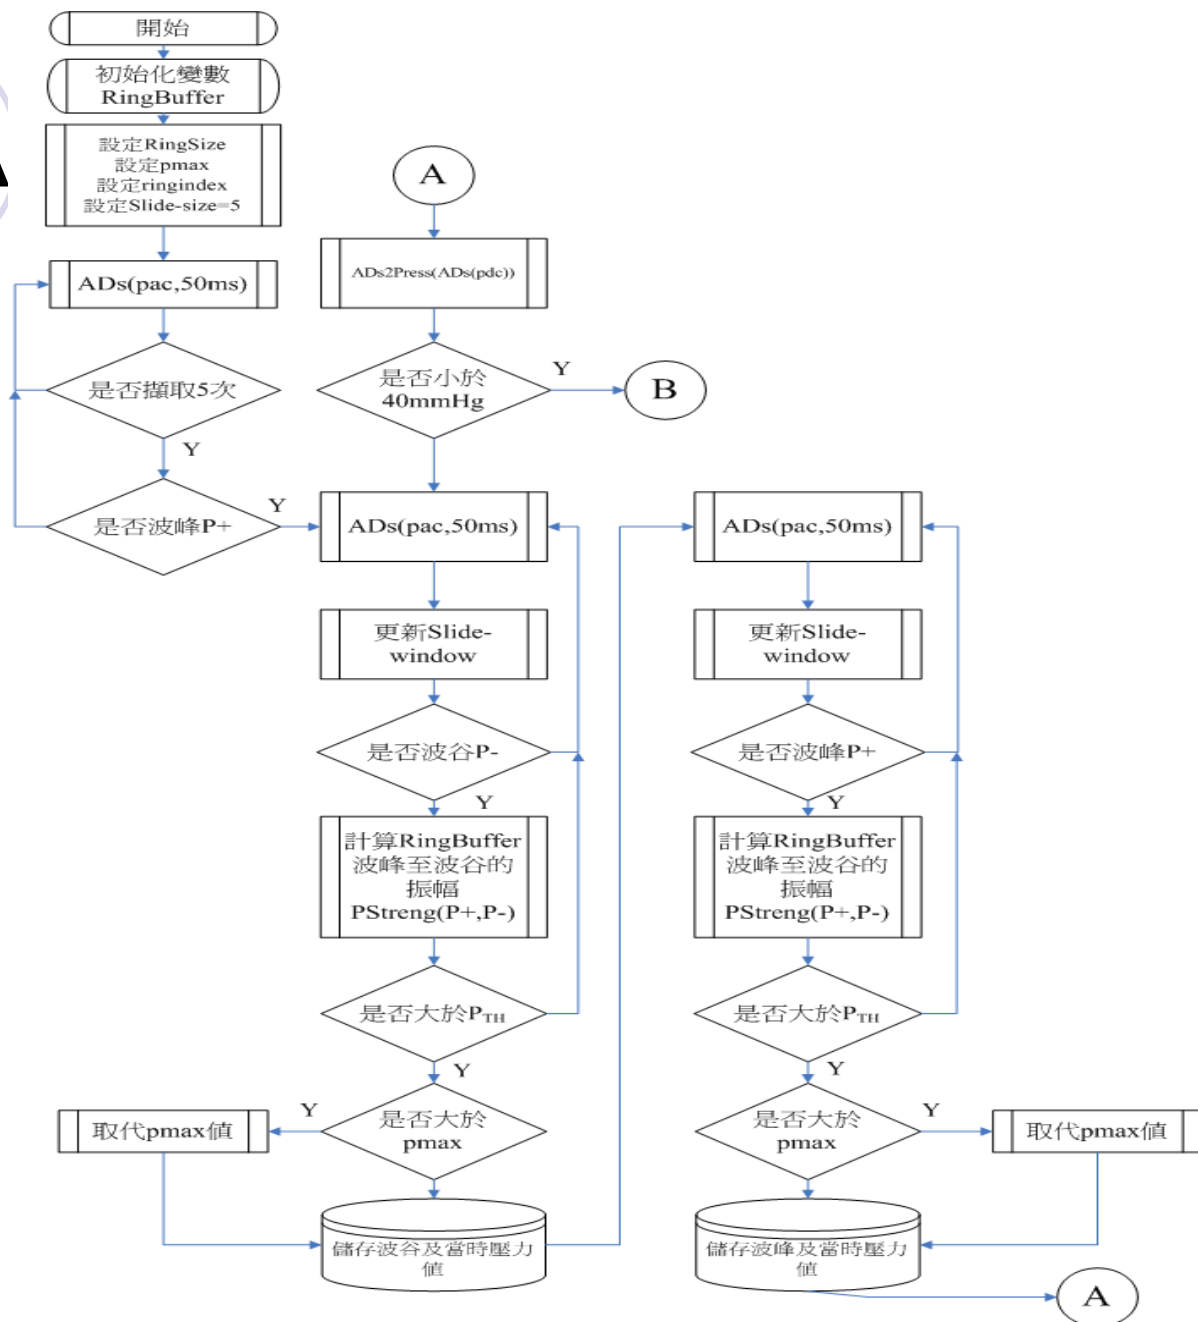 開始
初始化變數
RingBuffer
設定RingSize
設定pmax
設定ringindex
設定Slide-size=5
ADs(pac,50ms)
是否擷取5次
Y
是否波峰P+
Y
A
ADs2Press(ADs(pdc))
是否小於
40mmHg
Y
B
ADs(pac,50ms)
更新Slide-
window
是否波谷P-
Y
計算RingBuffer
波峰至波谷的
振幅
PStreng(P+,P-)
是否大於PTH
Y
是否大於
pmax
Y
取代pmax值
儲存波谷及當時壓力
值
ADs(pac,50ms)
更新Slide-
window
是否波峰P+
Y
計算RingBuffer
波峰至波谷的
振幅
PStreng(P+,P-)
是否大於PTH
Y
是否大於
pmax
Y
取代pmax值
儲存波峰及當時壓力
值
A